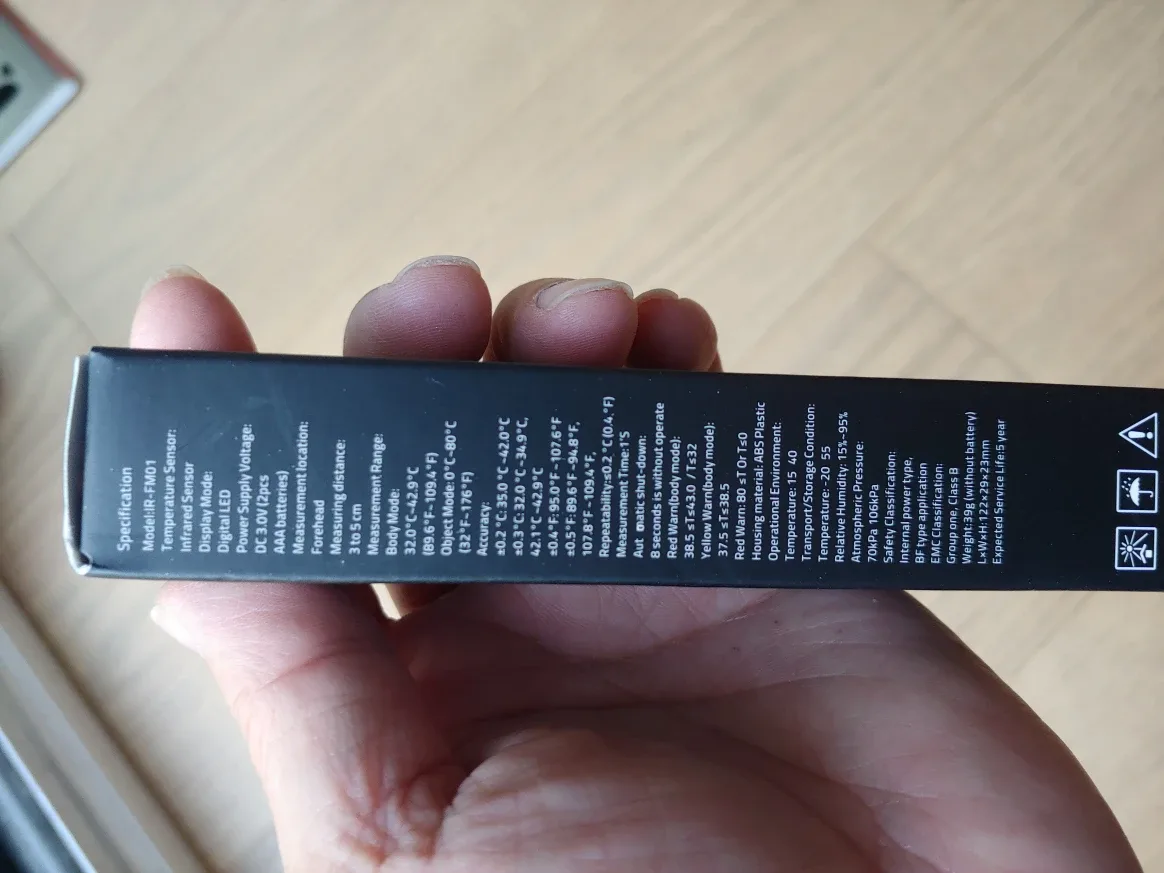 Specification
Model:IR-FM01
Temperature Sensor:
Infrared Sensor
Display Mode:
Digital LED
Power Supply Voltage:
DC 3.0V (2pcs
AAA batteries)
Measurement location:
Forehead
Measuring distance:
3 to 5 cm
Measurement Range:
Body Mode:
32.0°C~42.9°C
(89.6°F~109.4°F)
Object Mode: 0°C~80°C
(32°F~176°F)
Accuracy:
±0.2°C:35.0°C~42.0°C
±0.3°C:32.0°C~34.9°C,
42.1°C~42.9°C
±0.4°F:95.0°F~107.6°F
±0.5°F:89.6°F~94.8°F,
107.8°F~109.4°F,
Repeatability:≤0.2°C(0.4.°F)
Measurement Time:1'S
Aut matic shut-down:
8 seconds is without operate
Red Warn(body mode):
38.5 ≤T≤43.0 / T≤32
Yellow Warn(body mode):
37.5 ≤T≤38.5
Red Warm:80 ≤T Or T≤0
Housing material: ABS Plastic
Operational Environment:
Temperature: 15 40
Transport/Storage Condition:
Temperature:-20 55
Relative Humidity: 15%~95%
Atmospheric Pressure:
70kPa 106kPa
Safety Classification:
Internal power type,
BF type application
EMC Classification:
Group one, Class B
Weigh:39g (without battery)
L×W×H:122×29×23mm
Expected Service Life:5 year